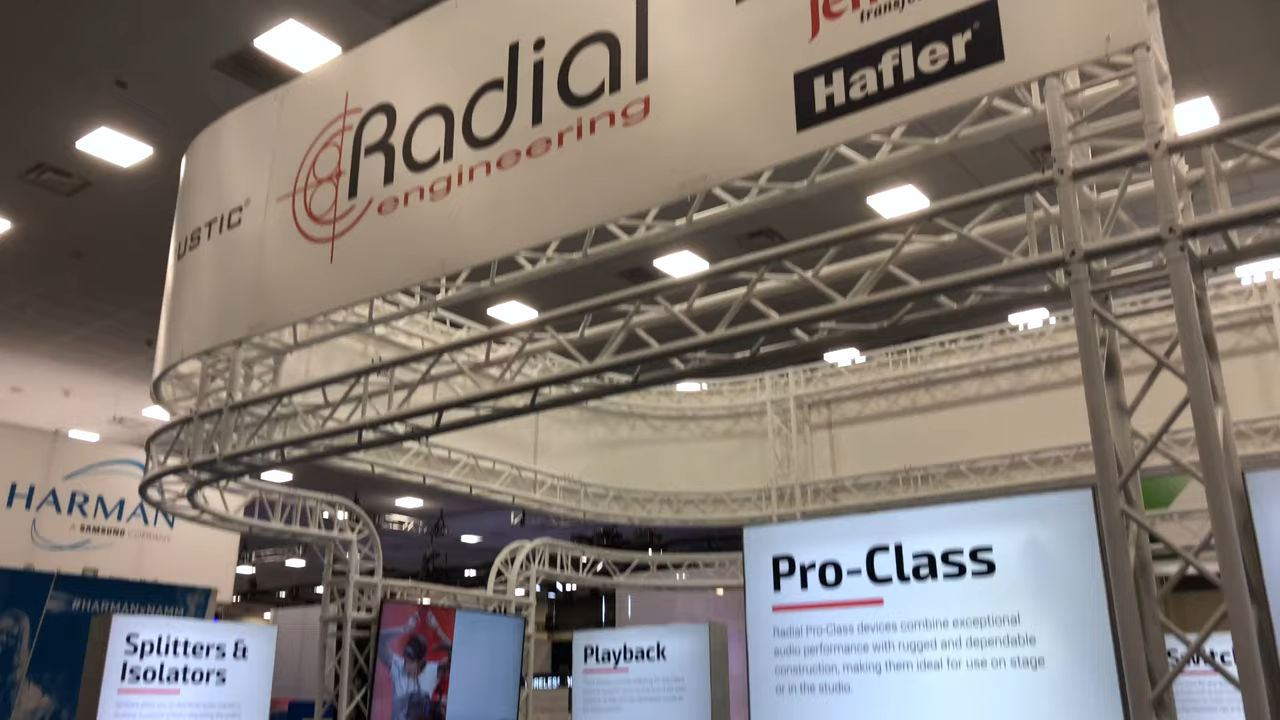 USTIC
Radial
engineering
Hafler
HARMAN
A SAMSUNG COMPANY
#HARMANxNAMM
Splitters &
Isolators
Playback
Pro-Class
Radial Pro-Class devices combine exceptional
audio performance with rugged and dependable
construction, making them ideal for use on stage
or in the studio.